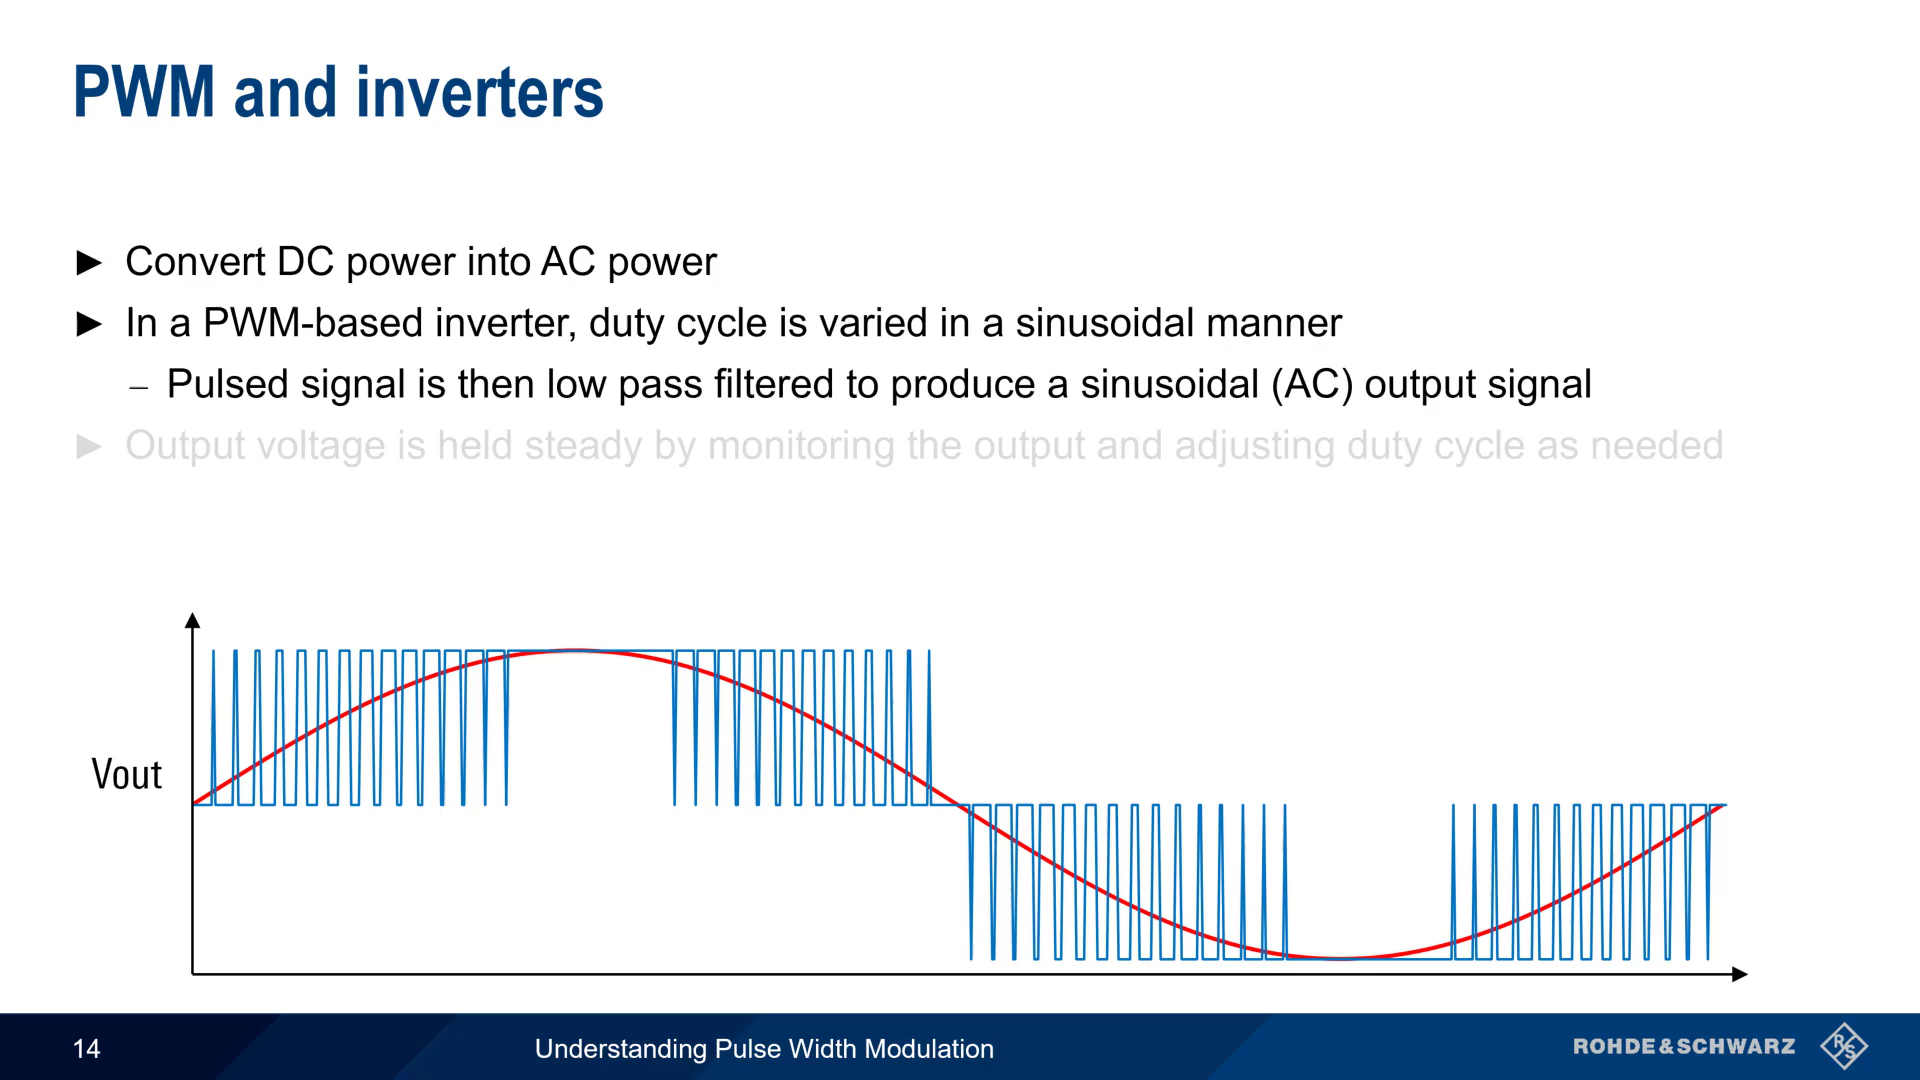 PWM and inverters
► Convert DC power into AC power
► In a PWM-based inverter, duty cycle is varied in a sinusoidal manner
– Pulsed signal is then low pass filtered to produce a sinusoidal (AC) output signal
► Output voltage is held steady by monitoring the output and adjusting duty cycle as needed
Vout
14
Understanding Pulse Width Modulation
ROHDE&SCHWARZ
R&S